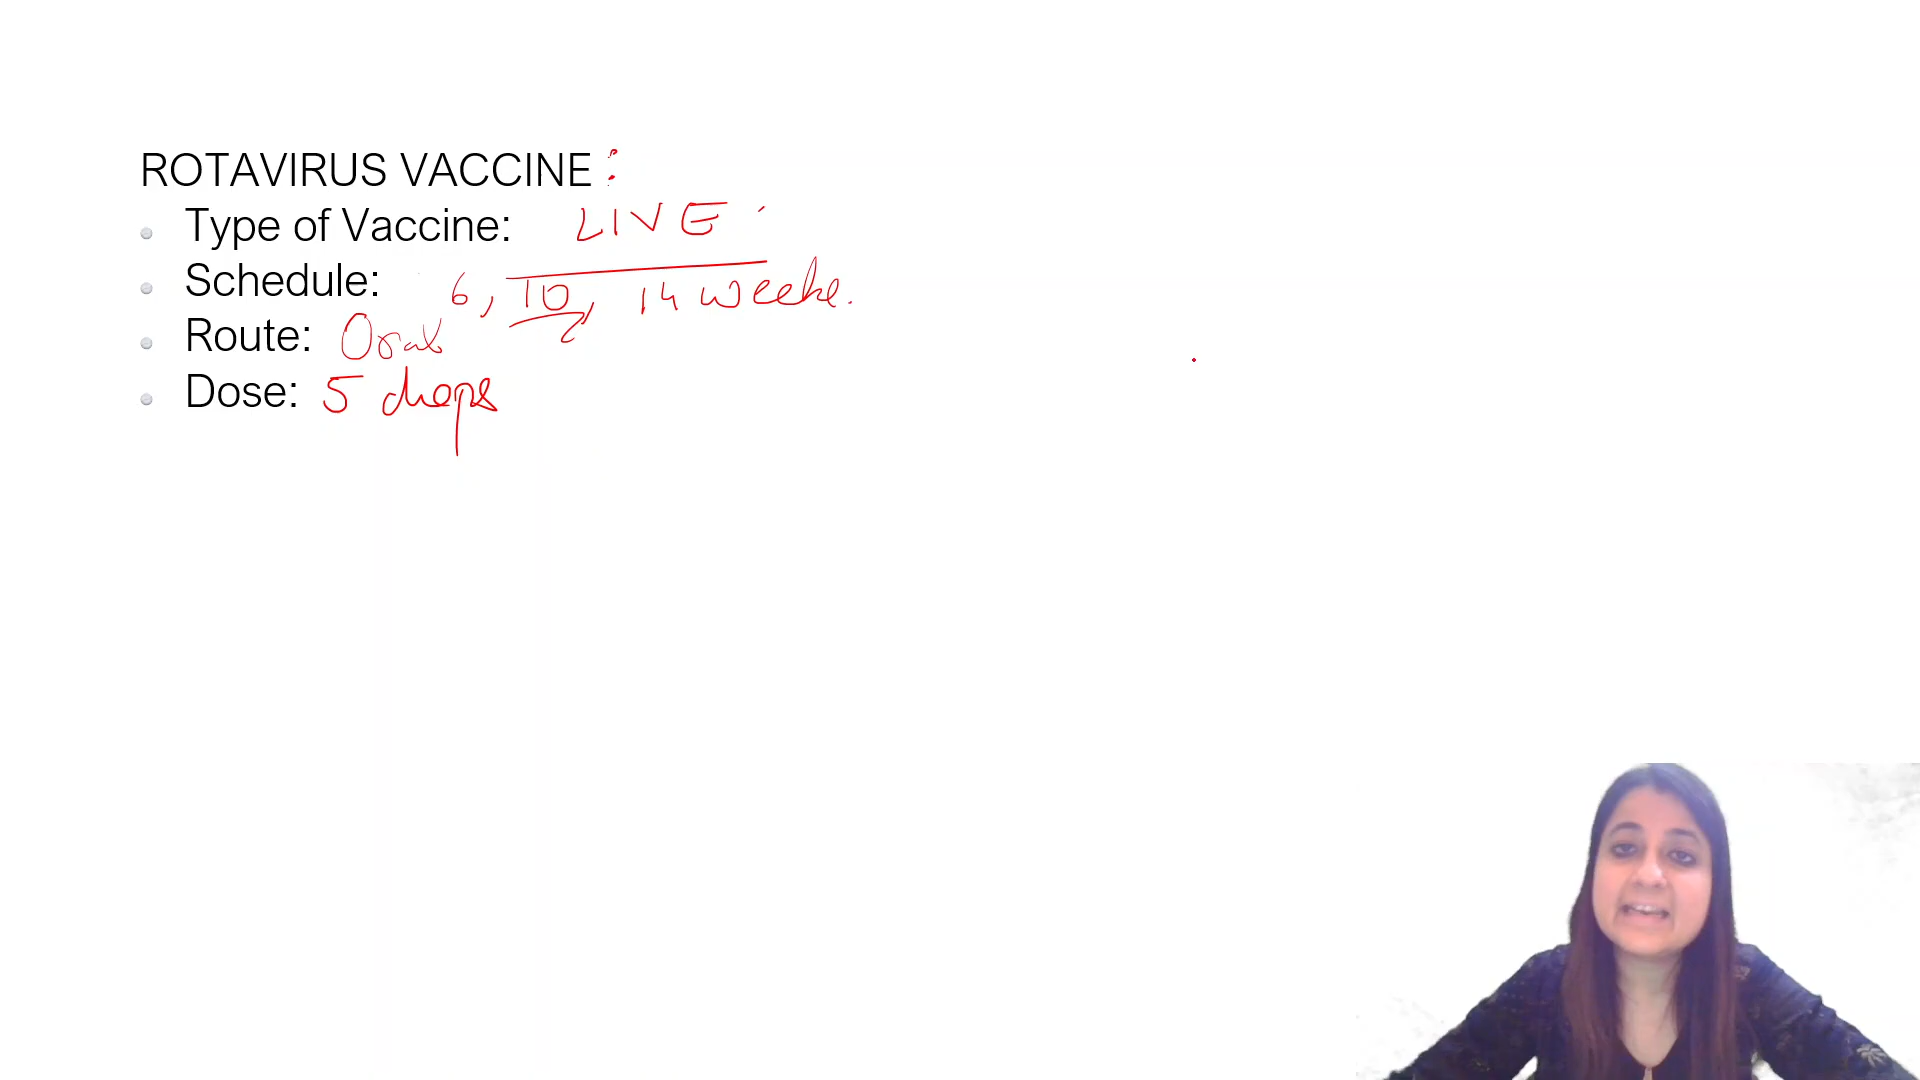 ROTAVIRUS VACCINE :
Type of Vaccine: LIVE
Schedule: 6, 10, 14 weeks.
Route: Oral
Dose: 5 drops